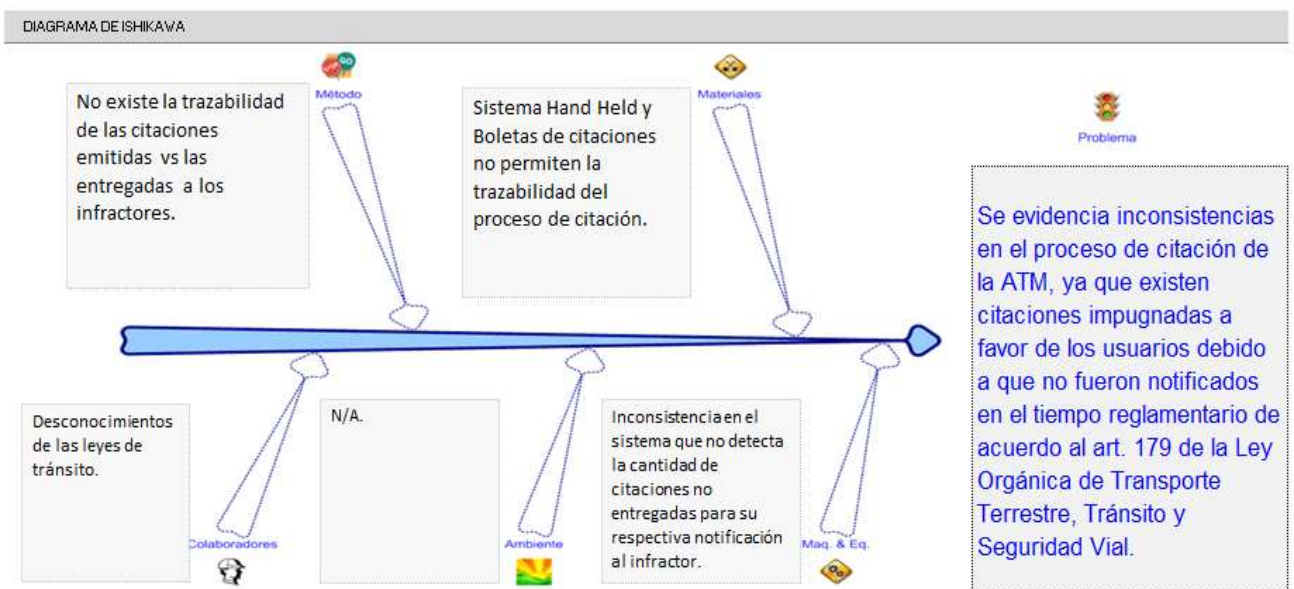 DIAGRAMA DE ISHIKAWA
Método
No existe la trazabilidad
de las citaciones
emitidas vs las
entregadas a los
infractores.
Materiales
Sistema Hand Held y
Boletas de citaciones
no permiten la
trazabilidad del
proceso de citación.
Problema
Se evidencia inconsistencias
en el proceso de citación de
la ATM, ya que existen
citaciones impugnadas a
favor de los usuarios debido
a que no fueron notificados
en el tiempo reglamentario de
acuerdo al art. 179 de la Ley
Orgánica de Transporte
Terrestre, Tránsito y
Seguridad Vial.
Desconocimientos
de las leyes de
tránsito.
Colaboradores
N/A.
Ambiente
Inconsistencia en el
sistema que no detecta
la cantidad de
citaciones no
entregadas para su
respectiva notificación
al infractor.
Maq. & Eq.